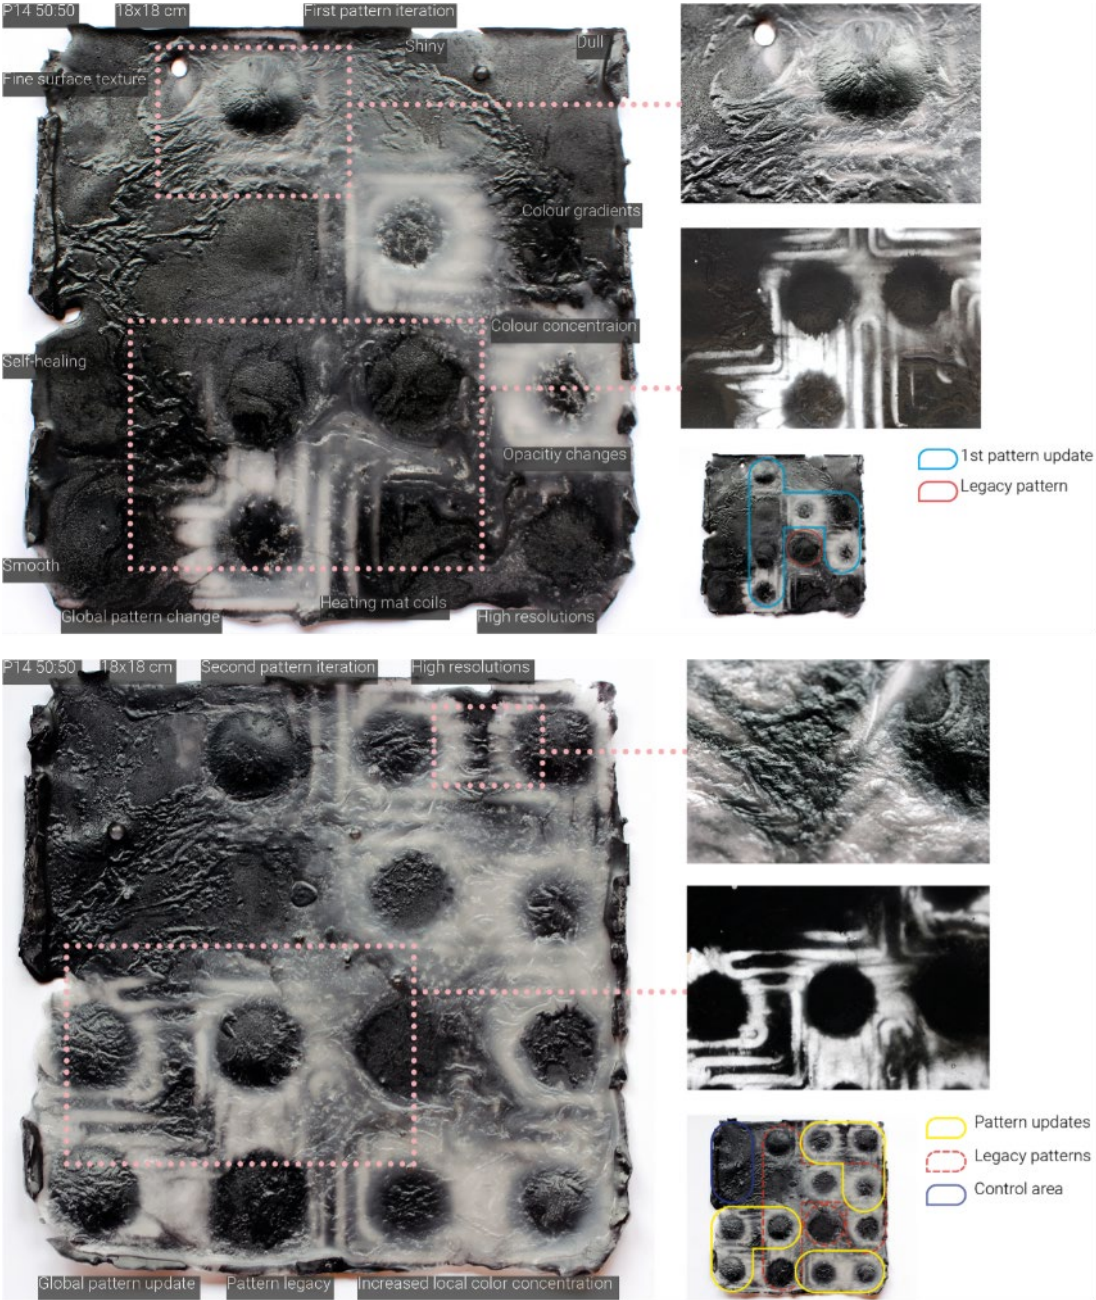 P14 50:50
18x18 cm
First pattern iteration
Shiny
Dull
Fine surface texture
Colour gradients
Colour concentraion
Self-healing
Opacitiy changes
1st pattern update
Legacy pattern
Smooth
Heating mat coils
Global pattern change
High resolutions
P14 50:50
18x18 cm
Second pattern iteration
High resolutions
Pattern updates
Legacy patterns
Control area
Global pattern update
Pattern legacy
Increased local color concentration